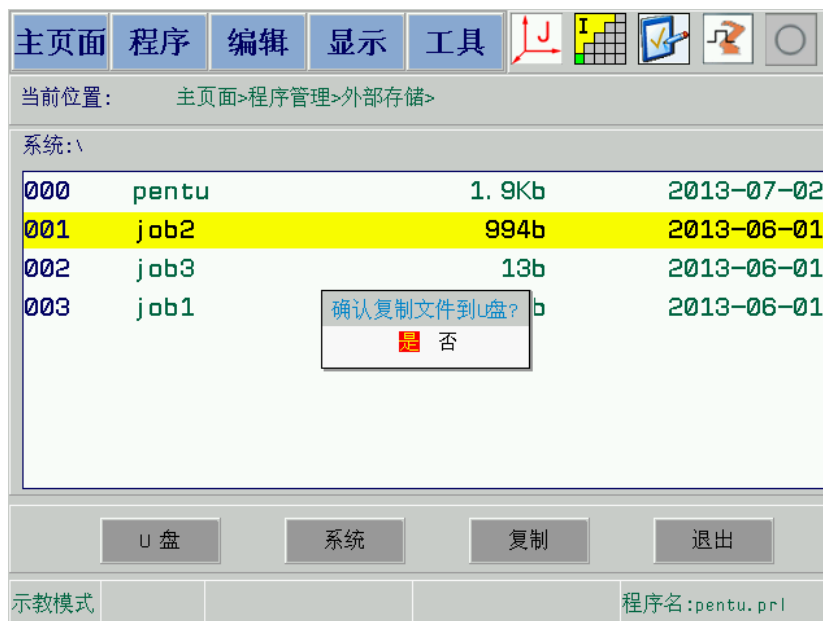 主页面 程序 编辑 显示 工具 J I
当前位置: 主页面>程序管理>外部存储>
系统:\
000 pentu 1.9Kb 2013-07-02
001 job2 994b 2013-06-01
002 job3 13b 2013-06-01
003 job1 b 2013-06-01
确认复制文件到U盘?
是 否
U 盘 系统 复制 退出
示教模式 程序名:pentu.prl